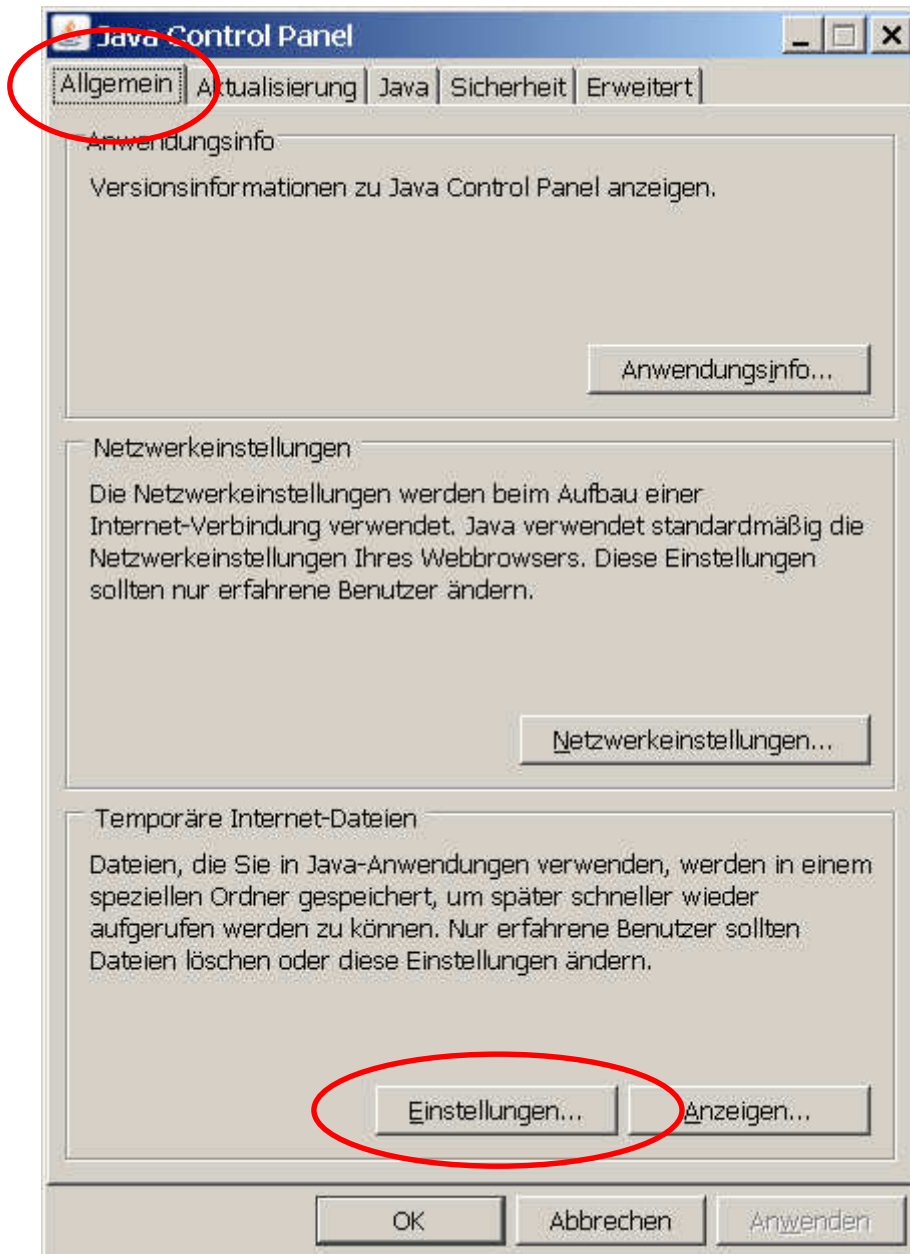 Java Control Panel
Allgemein Aktualisierung Java Sicherheit Erweitert
Anwendungsinfo
Versionsinformationen zu Java Control Panel anzeigen.
Anwendungsinfo...
Netzwerkeinstellungen
Die Netzwerkeinstellungen werden beim Aufbau einer
Internet-Verbindung verwendet. Java verwendet standardmäßig die
Netzwerkeinstellungen Ihres Webbrowsers. Diese Einstellungen
sollten nur erfahrene Benutzer ändern.
Netzwerkeinstellungen...
Temporäre Internet-Dateien
Dateien, die Sie in Java-Anwendungen verwenden, werden in einem
speziellen Ordner gespeichert, um später schneller wieder
aufgerufen werden zu können. Nur erfahrene Benutzer sollten
Dateien löschen oder diese Einstellungen ändern.
Einstellungen... Anzeigen...
OK Abbrechen Anwenden